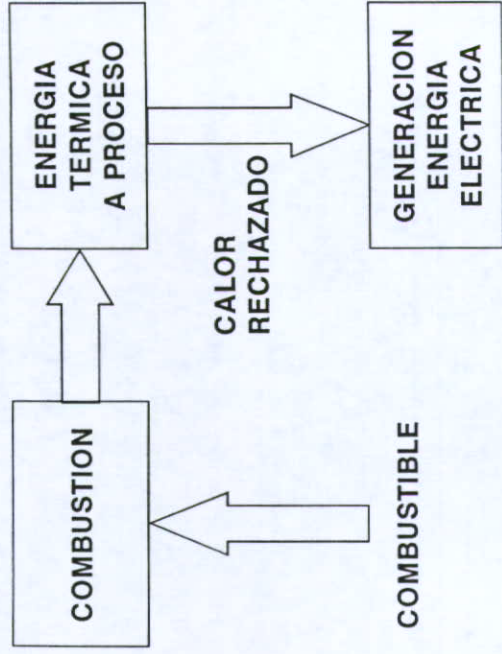 COMBUSTION
ENERGIA
TERMICA
A PROCESO
CALOR
RECHAZADO
COMBUSTIBLE
GENERACION
ENERGIA
ELECTRICA